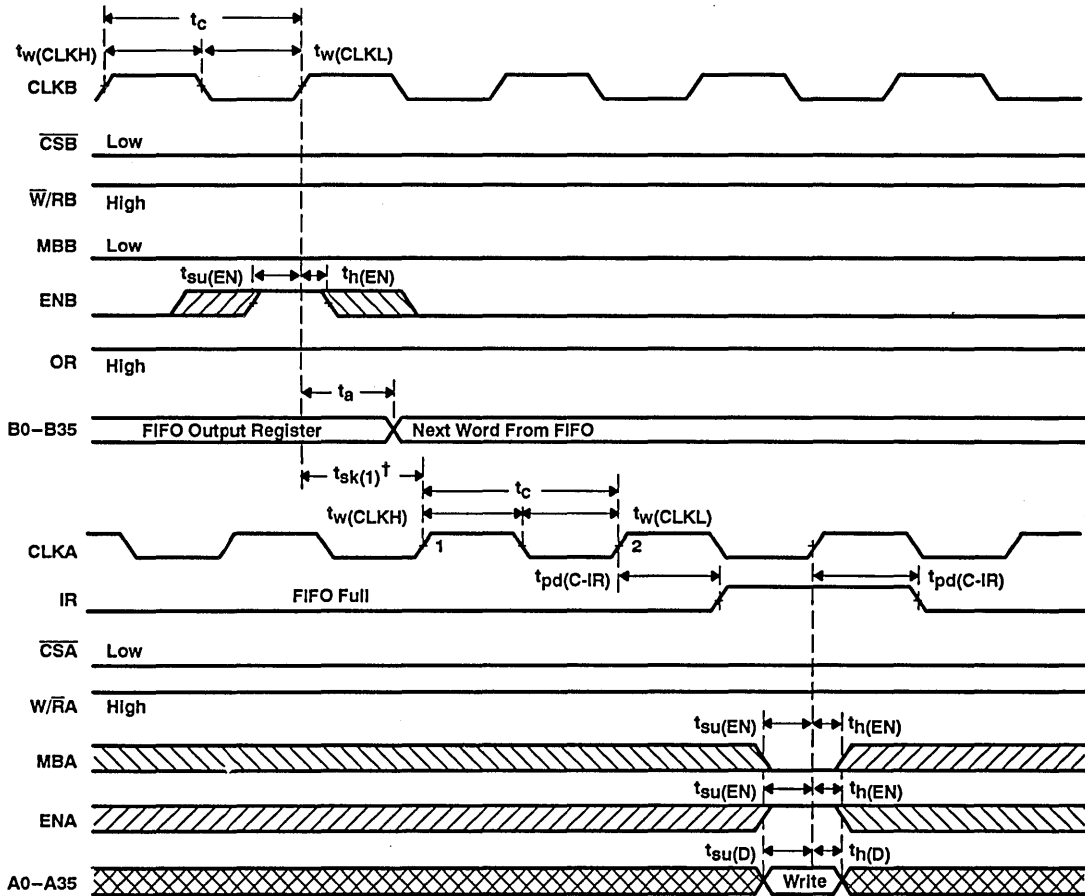 tc
tw(CLKH) tw(CLKL)
CLKB
CSB Low
W/RB High
MBB Low
tsu(EN) th(EN)
ENB
OR High
ta
B0–B35 FIFO Output Register Next Word From FIFO
tsk(1)†
tc
tw(CLKH) tw(CLKL)
CLKA 1 2
tpd(C-IR) tpd(C-IR)
IR FIFO Full
CSA Low
W/RA High
tsu(EN) th(EN)
MBA
tsu(EN) th(EN)
ENA
tsu(D) th(D)
A0–A35 Write